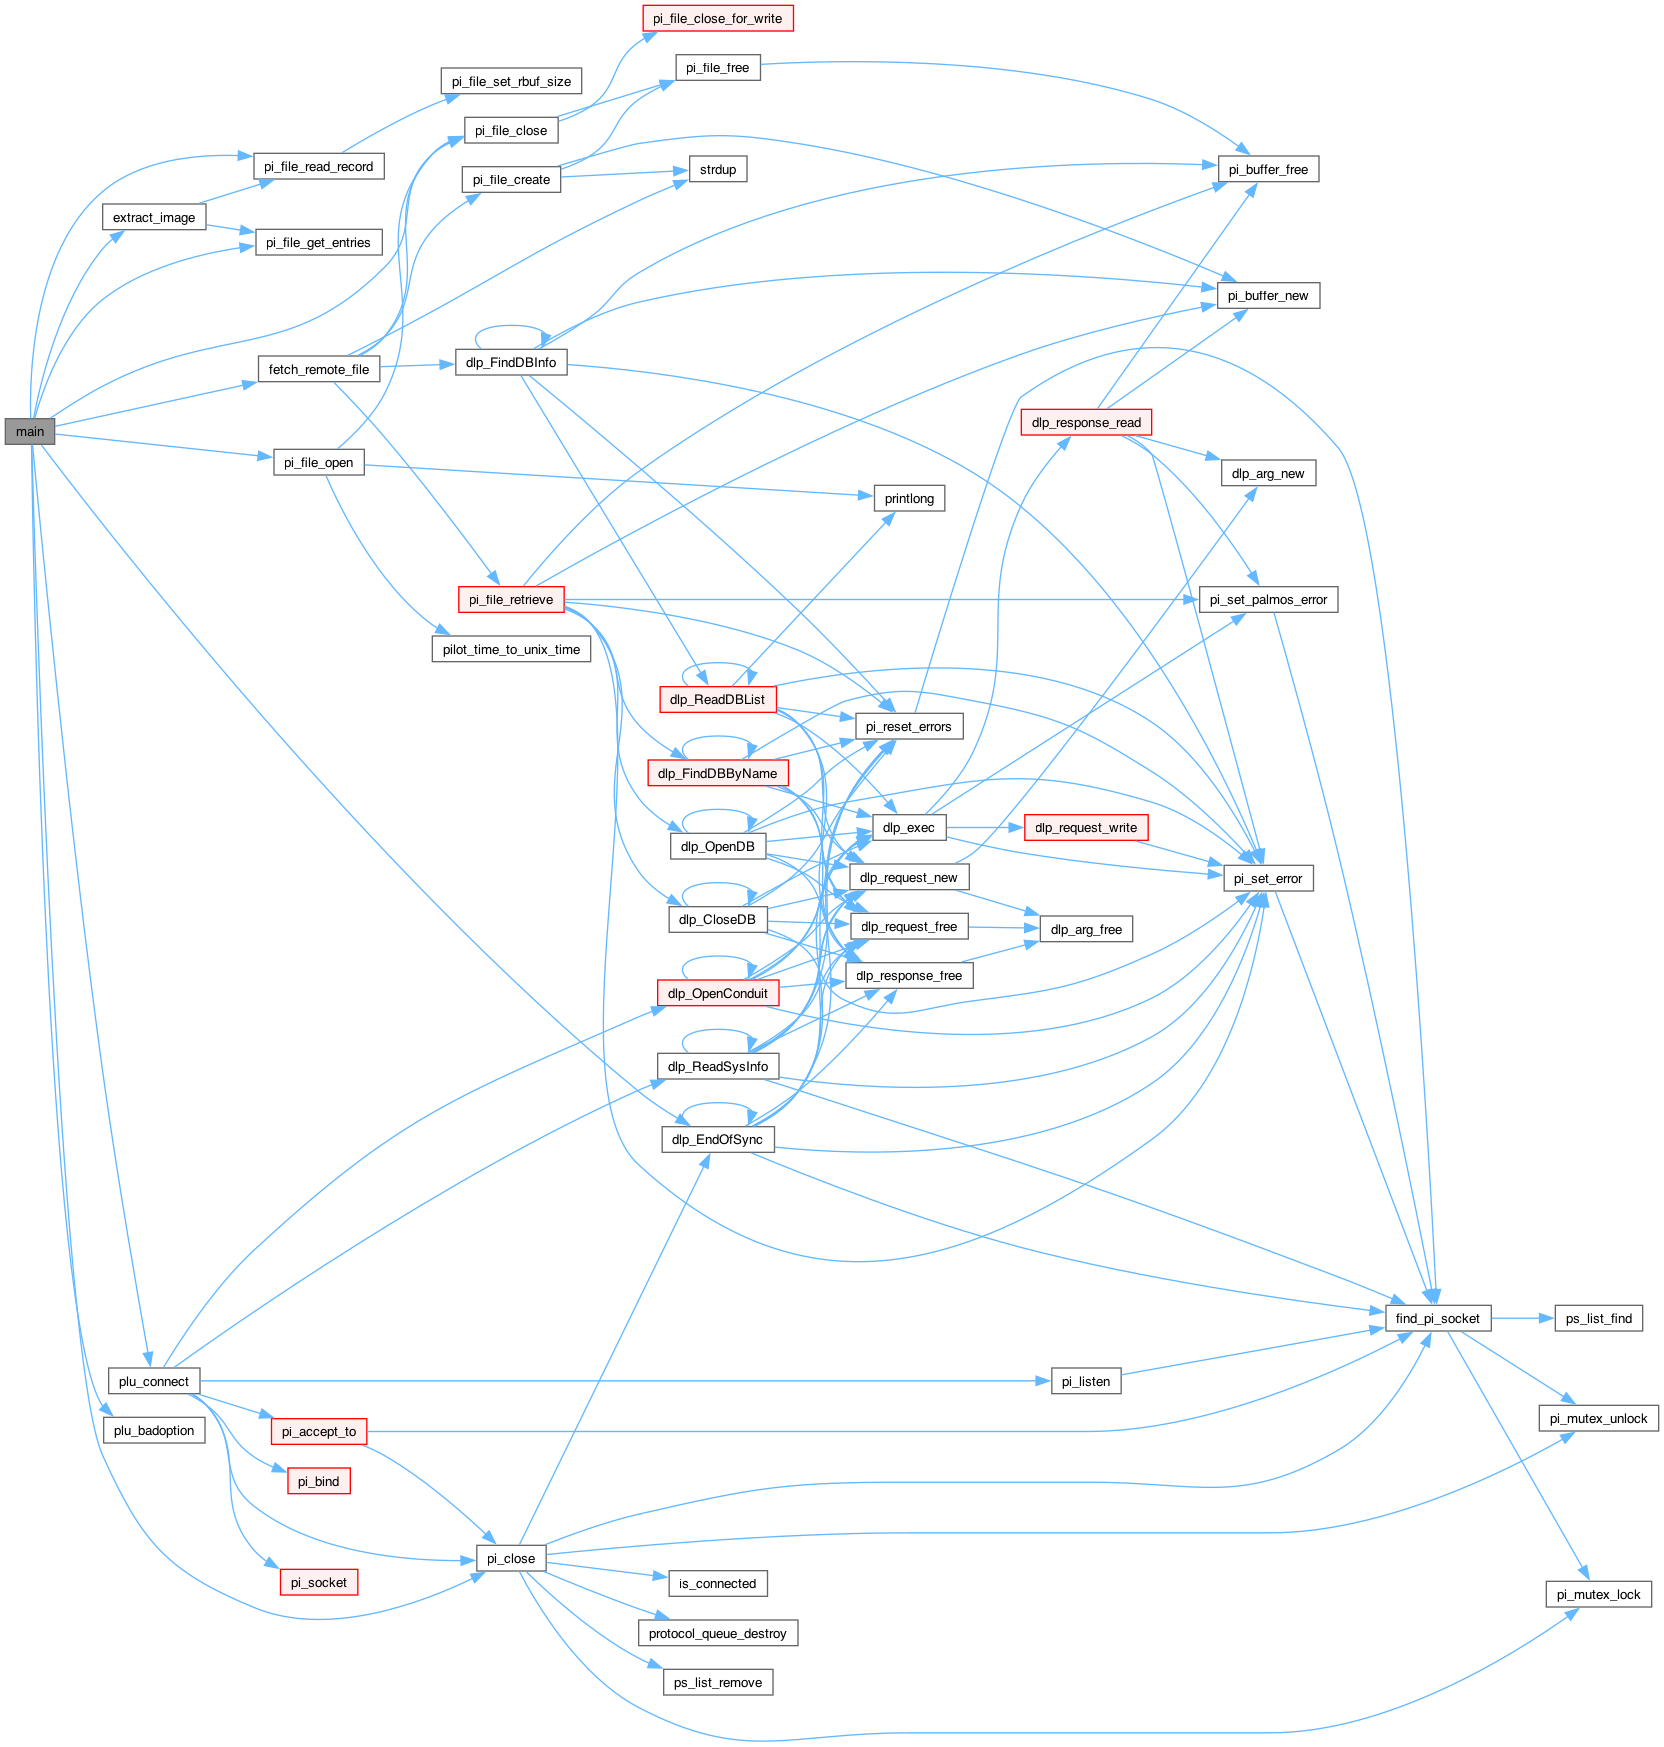 pi_file_close_for_write
pi_file_free
pi_file_set_rbuf_size
pi_file_close
pi_file_read_record
pi_file_create
strdup
pi_buffer_free
extract_image
pi_file_get_entries
pi_buffer_new
fetch_remote_file
dlp_FindDBInfo
dlp_response_read
main
pi_file_open
dlp_arg_new
printlong
pi_file_retrieve
pi_set_palmos_error
pilot_time_to_unix_time
dlp_ReadDBList
pi_reset_errors
dlp_FindDBByName
dlp_exec
dlp_request_write
dlp_OpenDB
dlp_request_new
pi_set_error
dlp_CloseDB
dlp_request_free
dlp_arg_free
dlp_response_free
dlp_OpenConduit
dlp_ReadSysInfo
dlp_EndOfSync
find_pi_socket
ps_list_find
plu_connect
pi_listen
pi_mutex_unlock
plu_badoption
pi_accept_to
pi_bind
pi_close
pi_socket
is_connected
pi_mutex_lock
protocol_queue_destroy
ps_list_remove